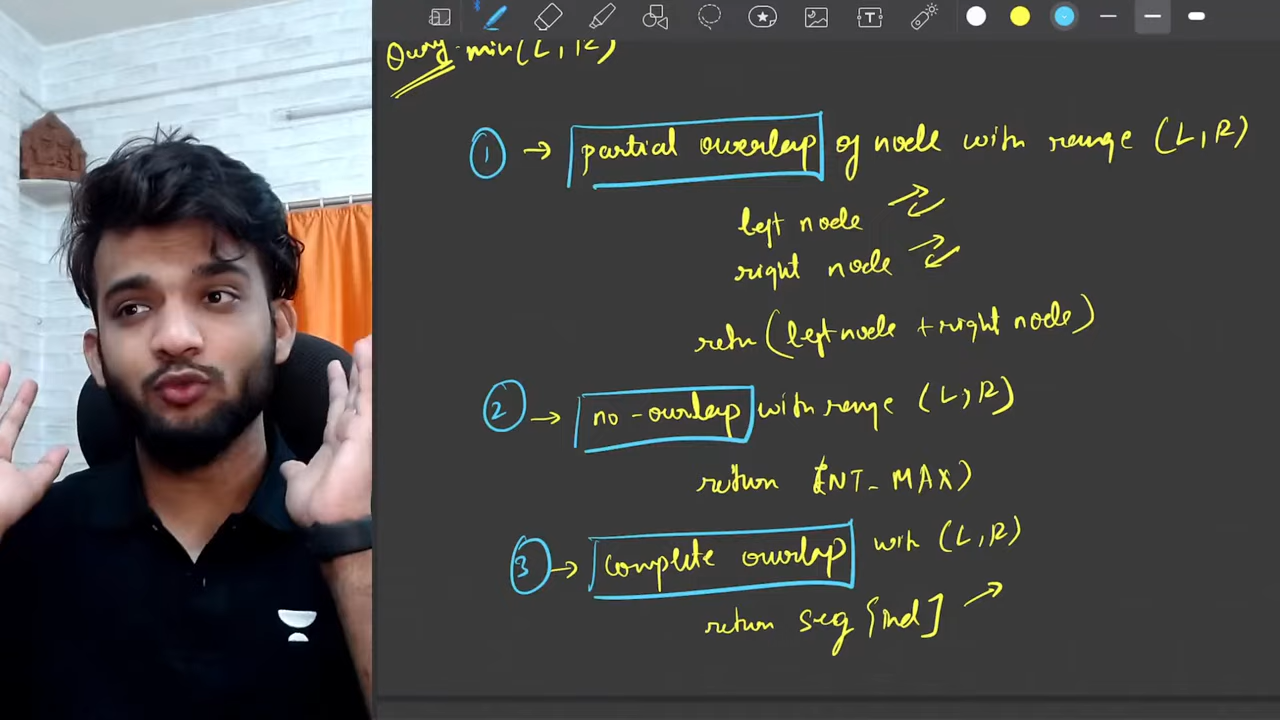 Query min(L, R)
1 → partial overlap of node with range (L, R)
left node
right node
retn (left node + right node)
2 → no-overlap with range (L, R)
return (INT_MAX)
3 → complete overlap with (L, R)
return seg [ind]